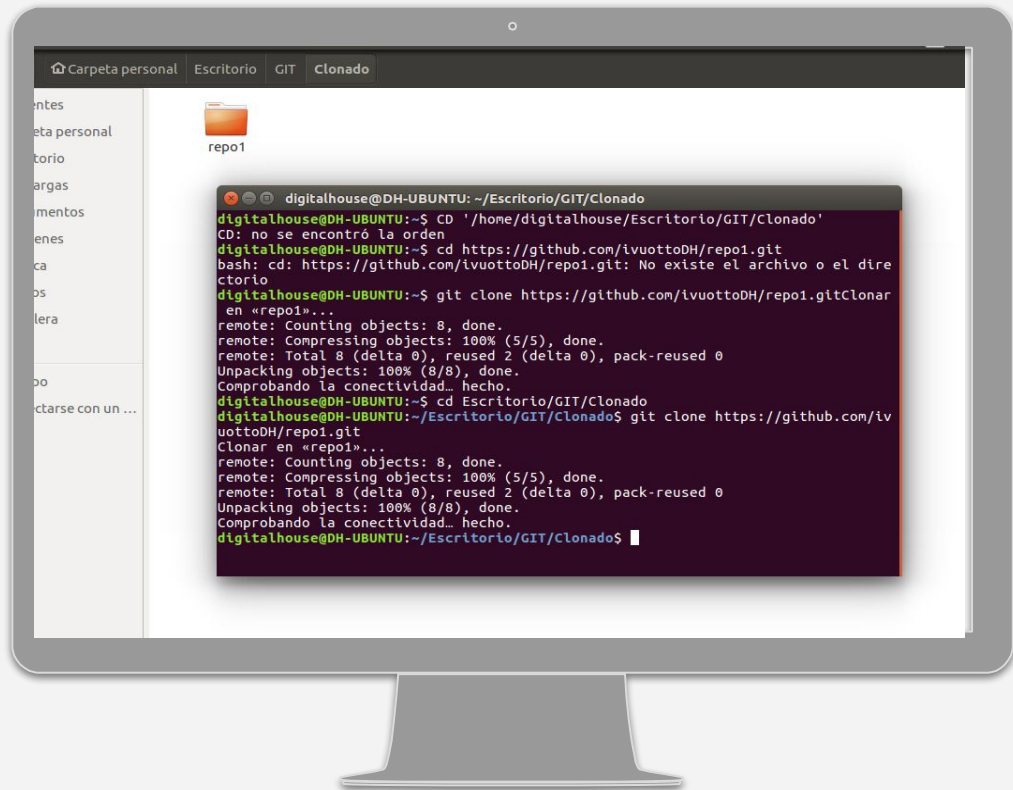 Carpeta personal Escritorio GIT Clonado
entes
eta personal
torio
argas
mentos
enes
ca
os
lera
oo
ectarse con un ...
repo1
digitalhouse@DH-UBUNTU: ~/Escritorio/GIT/Clonado
digitalhouse@DH-UBUNTU:~$ CD '/home/digitalhouse/Escritorio/GIT/Clonado'
CD: no se encontró la orden
digitalhouse@DH-UBUNTU:~$ cd https://github.com/ivuottoDH/repo1.git
bash: cd: https://github.com/ivuottoDH/repo1.git: No existe el archivo o el dire
ctorio
digitalhouse@DH-UBUNTU:~$ git clone https://github.com/ivuottoDH/repo1.gitClonar
 en «repo1»...
remote: Counting objects: 8, done.
remote: Compressing objects: 100% (5/5), done.
remote: Total 8 (delta 0), reused 2 (delta 0), pack-reused 0
Unpacking objects: 100% (8/8), done.
Comprobando la conectividad… hecho.
digitalhouse@DH-UBUNTU:~$ cd Escritorio/GIT/Clonado
digitalhouse@DH-UBUNTU:~/Escritorio/GIT/Clonado$ git clone https://github.com/iv
uottoDH/repo1.git
Clonar en «repo1»...
remote: Counting objects: 8, done.
remote: Compressing objects: 100% (5/5), done.
remote: Total 8 (delta 0), reused 2 (delta 0), pack-reused 0
Unpacking objects: 100% (8/8), done.
Comprobando la conectividad… hecho.
digitalhouse@DH-UBUNTU:~/Escritorio/GIT/Clonado$